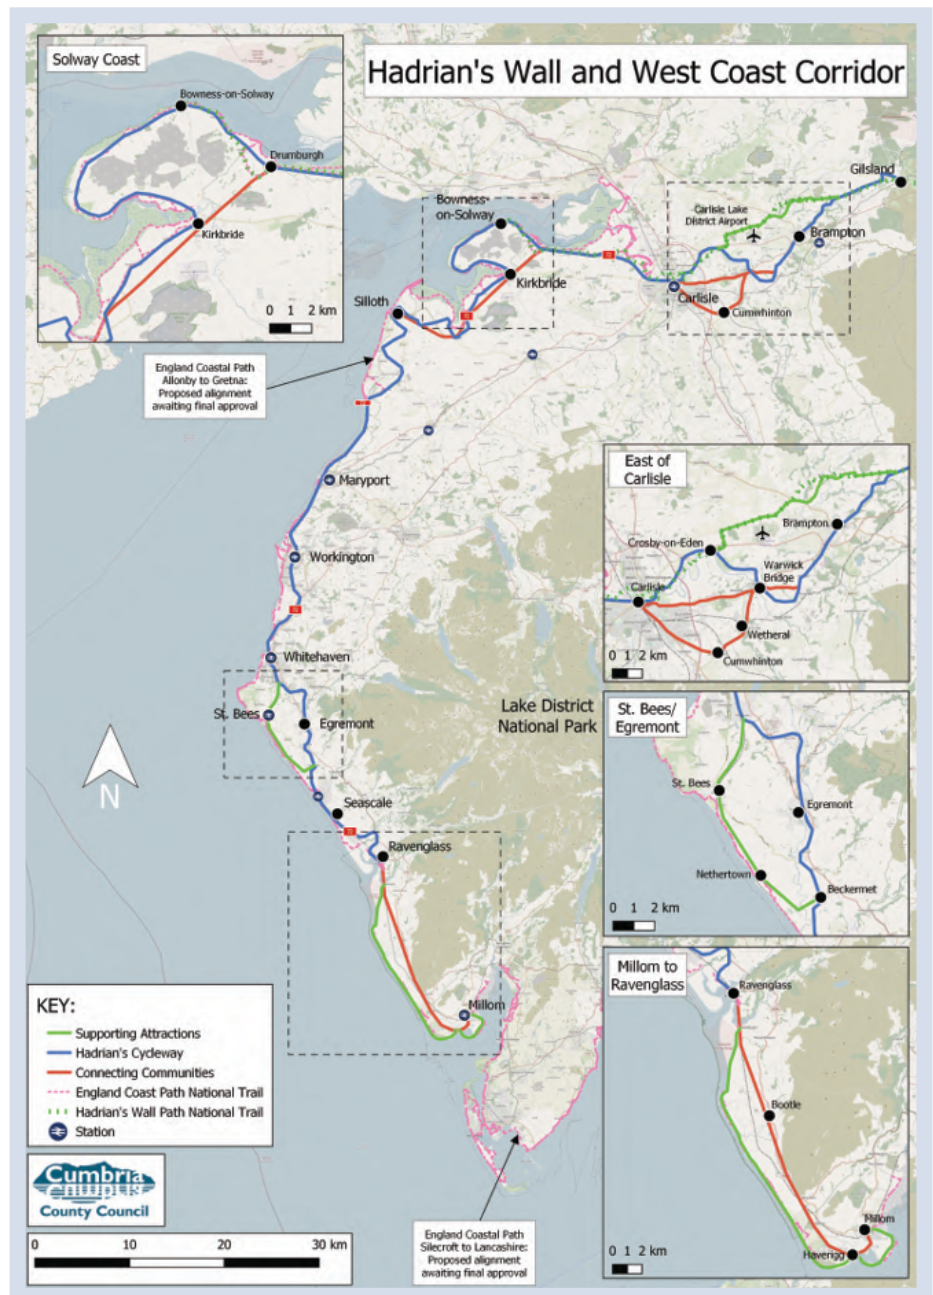 Hadrian's Wall and West Coast Corridor
Solway Coast
Bowness-on-Solway
Drumburgh
Kirkbride
0 1 2 km
Gilsland
Carlisle Lake
District Airport
Brampton
Bowness-
on-Solway
Kirkbride
Carlisle
Cumwhinton
Silloth
72
72
72
72
72
England Coastal Path
Allonby to Gretna:
Proposed alignment
awaiting final approval
Maryport
Workington
Whitehaven
St. Bees
Egremont
Seascale
Ravenglass
Millom
Lake District
National Park
N
East of
Carlisle
Brampton
Crosby-on-Eden
Warwick
Bridge
Carlisle
Wetheral
Cumwhinton
0 1 2 km
St. Bees/
Egremont
St. Bees
Egremont
Nethertown
Beckermet
0 1 2 km
Millom to
Ravenglass
Ravenglass
Bootle
Millom
Haverigg
0 1 2 km
KEY:
Supporting Attractions
Hadrian's Cycleway
Connecting Communities
England Coast Path National Trail
Hadrian's Wall Path National Trail
Station
Cumbria
County Council
0 10 20 30 km
England Coastal Path
Silecroft to Lancashire:
Proposed alignment
awaiting final approval